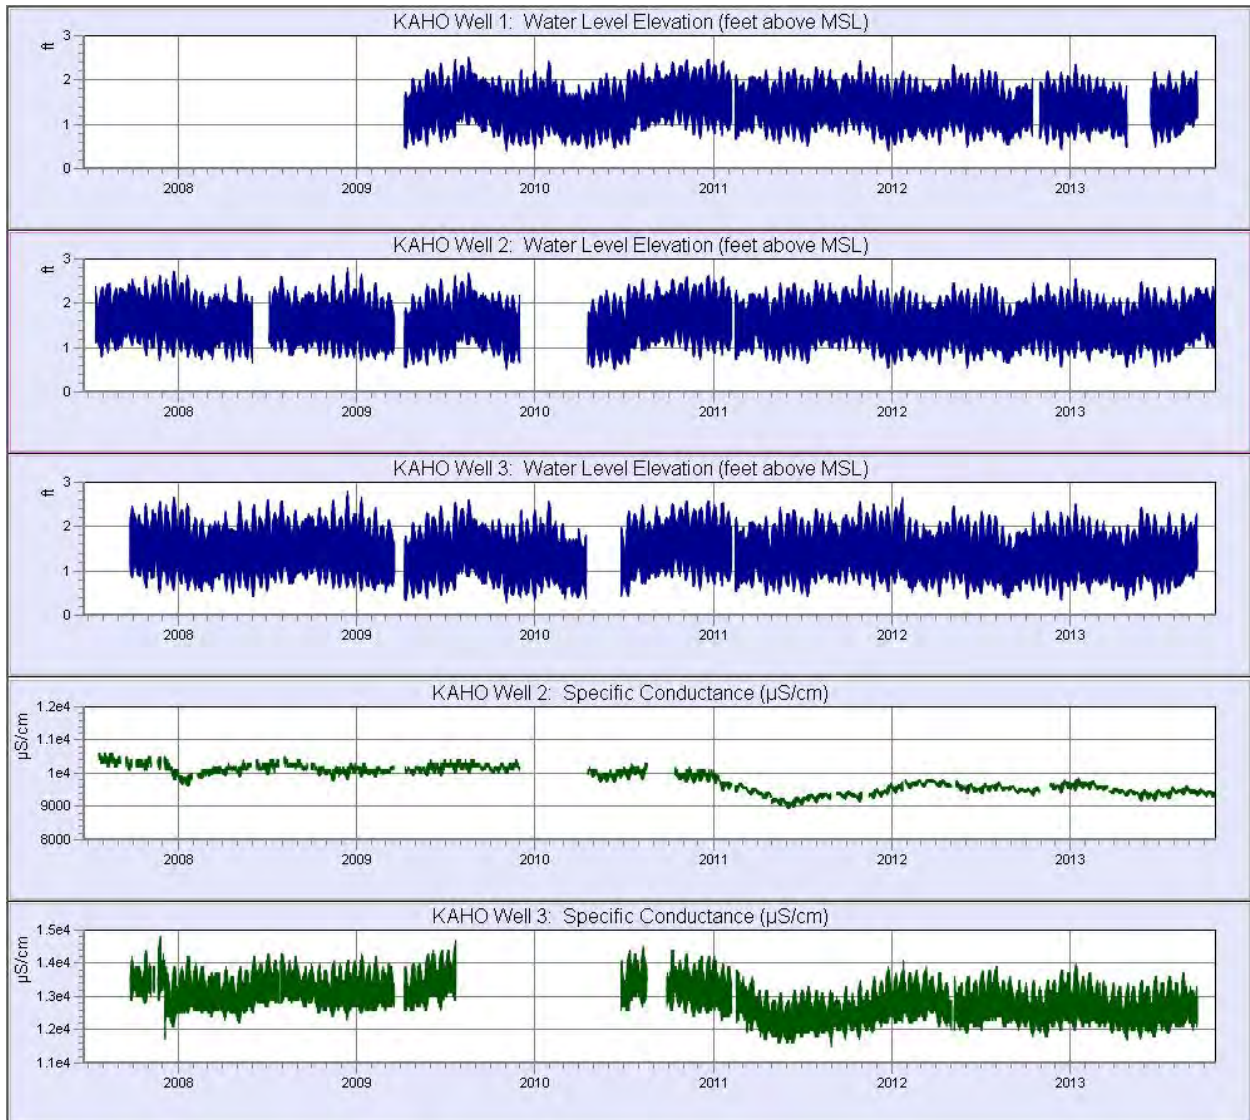 KAHO Well 1: Water Level Elevation (feet above MSL)
ft
3
2
1
0
2008 2009 2010 2011 2012 2013
KAHO Well 2: Water Level Elevation (feet above MSL)
ft
3
2
1
0
2008 2009 2010 2011 2012 2013
KAHO Well 3: Water Level Elevation (feet above MSL)
ft
3
2
1
0
2008 2009 2010 2011 2012 2013
KAHO Well 2: Specific Conductance (µS/cm)
µS/cm
1.2e4
1.1e4
1e4
9000
8000
2008 2009 2010 2011 2012 2013
KAHO Well 3: Specific Conductance (µS/cm)
µS/cm
1.5e4
1.4e4
1.3e4
1.2e4
1.1e4
2008 2009 2010 2011 2012 2013